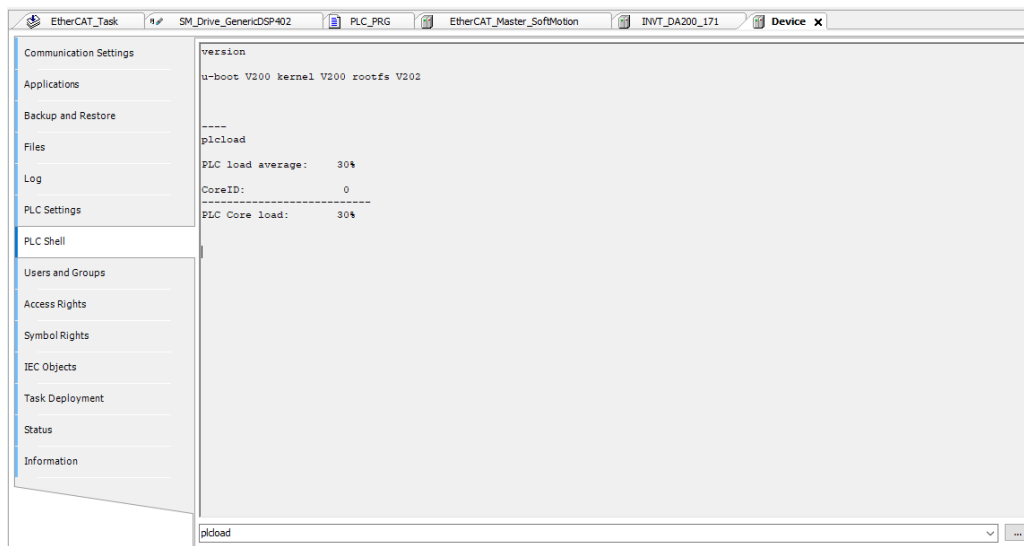 EtherCAT_Task SM_Drive_GenericDSP402 PLC_PRG EtherCAT_Master_SoftMotion INVT_DA200_171 Device
Communication Settings
Applications
Backup and Restore
Files
Log
PLC Settings
PLC Shell
Users and Groups
Access Rights
Symbol Rights
IEC Objects
Task Deployment
Status
Information
version
u-boot V200 kernel V200 rootfs V202
----
plcload
PLC load average: 30%
CoreID: 0
---------------------------
PLC Core load: 30%
plcload
...